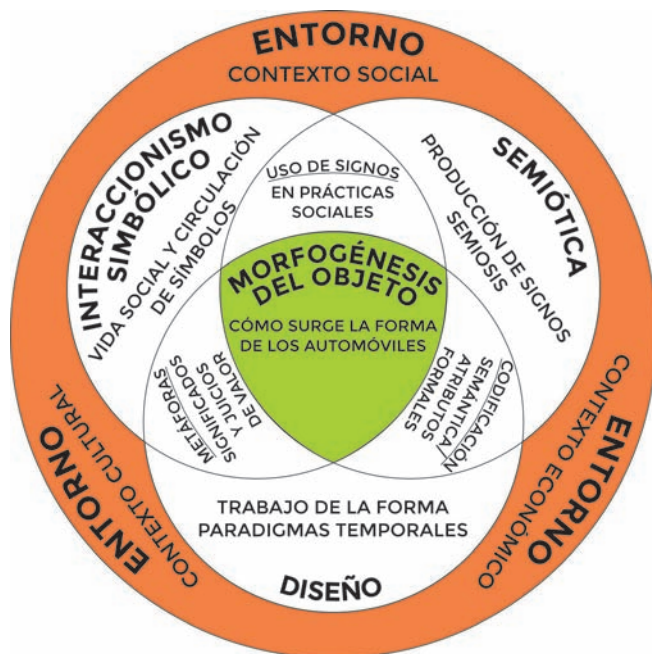 ENTORNO
CONTEXTO SOCIAL
INTERACCIONISMO
SIMBÓLICO
VIDA SOCIAL Y CIRCULACIÓN
DE SÍMBOLOS
USO DE SIGNOS
EN PRÁCTICAS
SOCIALES
SEMIÓTICA
PRODUCCIÓN DE SIGNOS
SEMIOSIS
MORFOGÉNESIS
DEL OBJETO
CÓMO SURGE LA FORMA
DE LOS AUTOMÓVILES
METÁFORAS
SIGNIFICADOS
Y JUICIOS
DE VALOR
CODIFICACIÓN
SEMÁNTICA/
ATRIBUTOS
FORMALES
TRABAJO DE LA FORMA
PARADIGMAS TEMPORALES
DISEÑO
ENTORNO
CONTEXTO CULTURAL
ENTORNO
CONTEXTO ECONÓMICO